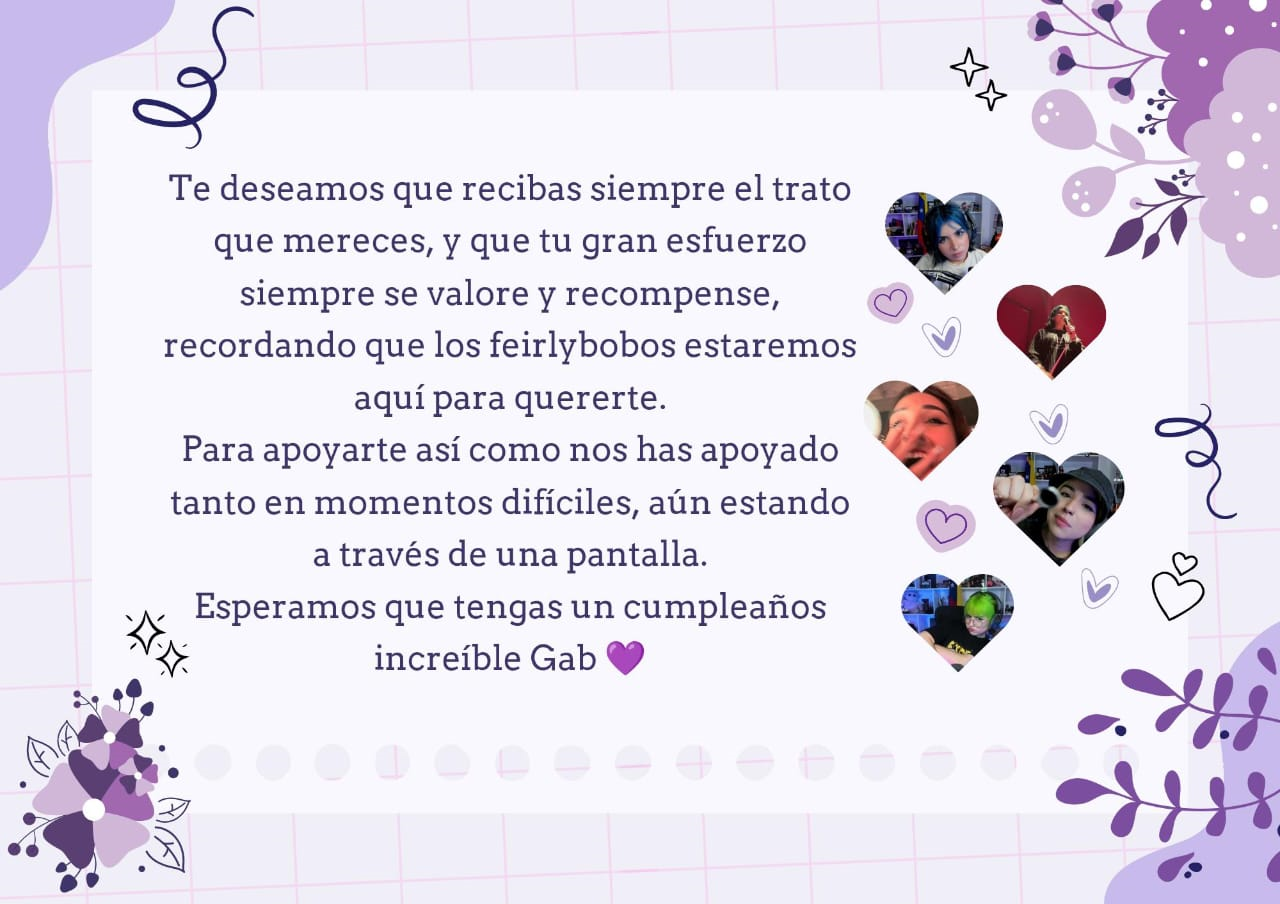 Te deseamos que recibas siempre el trato
que mereces, y que tu gran esfuerzo
siempre se valore y recompense,
recordando que los feirlybobos estaremos
aquí para quererte.
Para apoyarte así como nos has apoyado
tanto en momentos difíciles, aún estando
a través de una pantalla.
Esperamos que tengas un cumpleaños
increíble Gab 💜